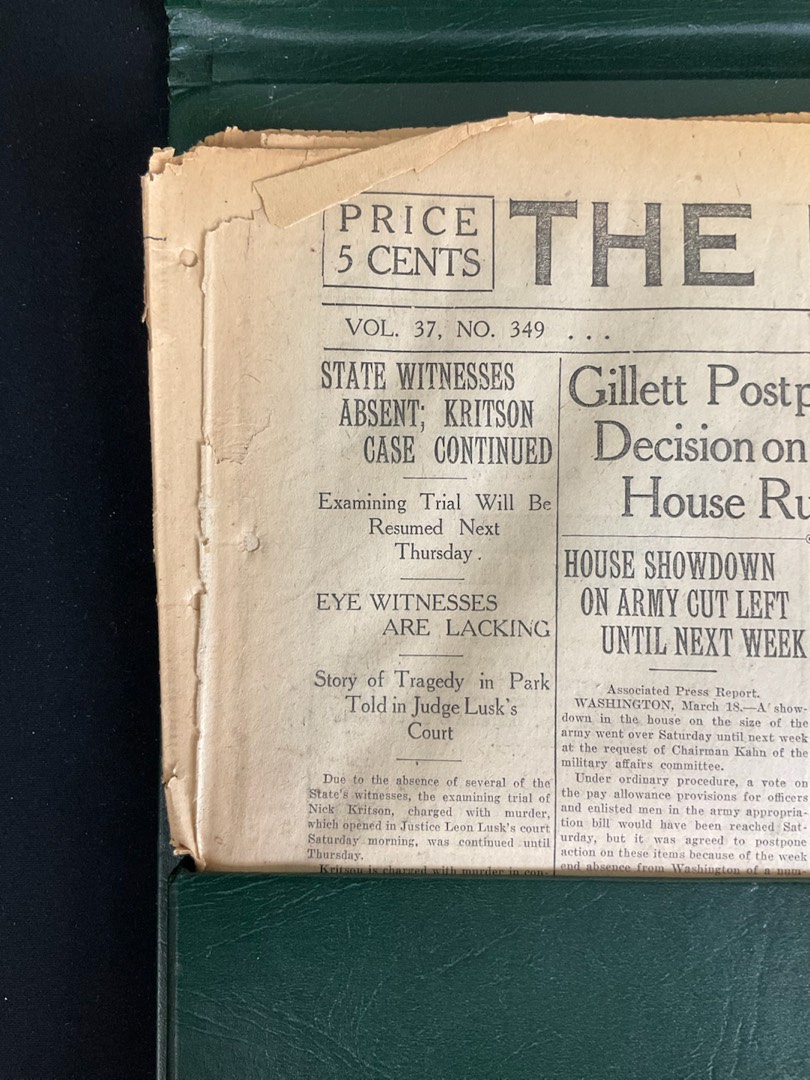 PRICE
5 CENTS
THE
VOL. 37, NO. 349 ...
STATE WITNESSES
ABSENT; KRITSON
CASE CONTINUED
Examining Trial Will Be
Resumed Next
Thursday.
EYE WITNESSES
ARE LACKING
Story of Tragedy in Park
Told in Judge Lusk's
Court
Due to the absence of several of the
State's witnesses, the examining trial of
Nick Kritson, charged with murder,
which opened in Justice Leon Lusk's court
Saturday morning, was continued until
Thursday.
Kritson is charged with murder in con-
Gillett Postp
Decision on
House Ru
HOUSE SHOWDOWN
ON ARMY CUT LEFT
UNTIL NEXT WEEK
Associated Press Report.
WASHINGTON, March 18.—A show-
down in the house on the size of the
army went over Saturday until next week
at the request of Chairman Kahn of the
military affairs committee.
Under ordinary procedure, a vote on
the pay allowance provisions for officers
and enlisted men in the army appropria-
tion bill would have been reached Sat-
urday, but it was agreed to postpone
action on these items because of the week
end absence from Washington of a num-